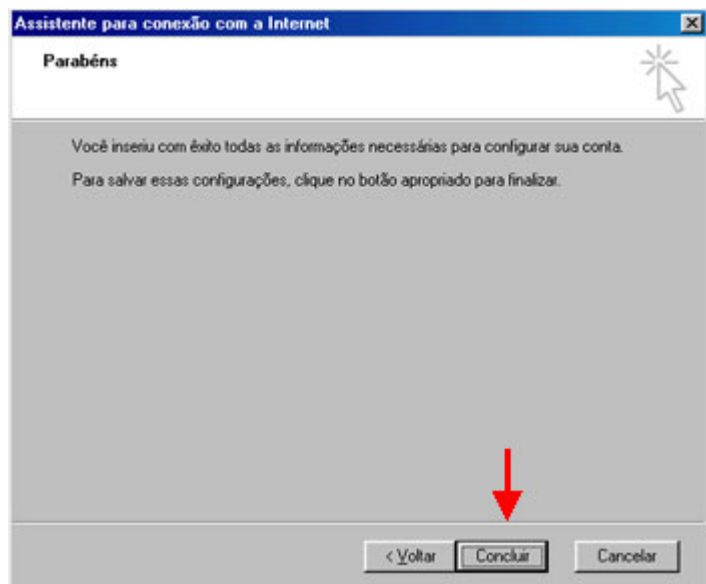 Assistente para conexão com a Internet
Parabéns
Você inseriu com êxito todas as informações necessárias para configurar sua conta.
Para salvar essas configurações, clique no botão apropriado para finalizar.
< Voltar Concluir Cancelar